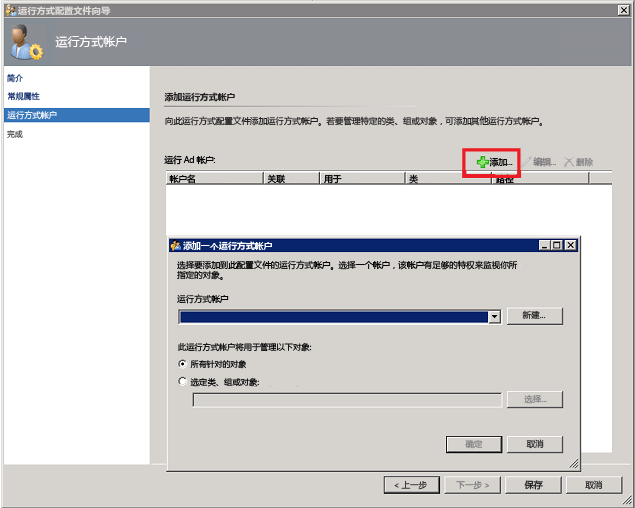 运行方式配置文件向导
运行方式帐户
简介
常规属性
运行方式帐户
完成
添加运行方式帐户
向此运行方式配置文件添加运行方式帐户。若要管理特定的类、组或对象，可添加其他运行方式帐户。
运行 Ad 帐户:
添加... 编辑... 删除
帐户名 关联 用于 类 路径
添加一个运行方式帐户
选择要添加到此配置文件的运行方式帐户。选择一个帐户，该帐户有足够的特权来监视你所
指定的对象。
运行方式帐户
新建...
此运行方式帐户将用于管理以下对象:
所有针对的对象
选定类、组或对象:
选择...
确定 取消
< 上一步 下一步 > 保存 取消